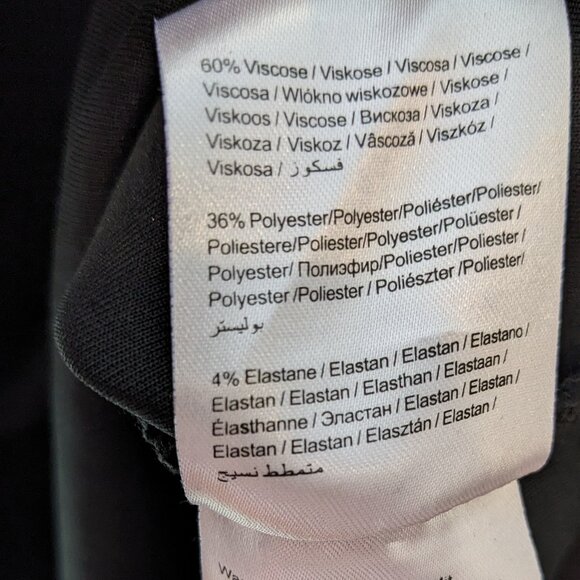 60% Viscose / Viskose / Viscosa / Viscose /
Viscosa / Wlókno wiskozowe / Viskose /
Viskoos / Viscose / Вискоза / Viskoza /
Viskoza / Viskoz / Vâscoză / Viszkóz /
Viskosa / فسكوز
36% Polyester/Polyester/Poliéster/Poliester/
Poliestere/Poliester/Polyester/Polüester/
Polyester/ Полиэфир/Poliester/Poliester/
Polyester /Poliester / Poliészter /Poliester/
بوليستر
4% Elastane / Elastan / Elastan / Elastano /
Elastan / Elastan / Elasthan / Elastaan /
Élasthanne / Эластан / Elastan / Elastan /
Elastan / Elastan / Elasztán / Elastan /
متمطط نسيج